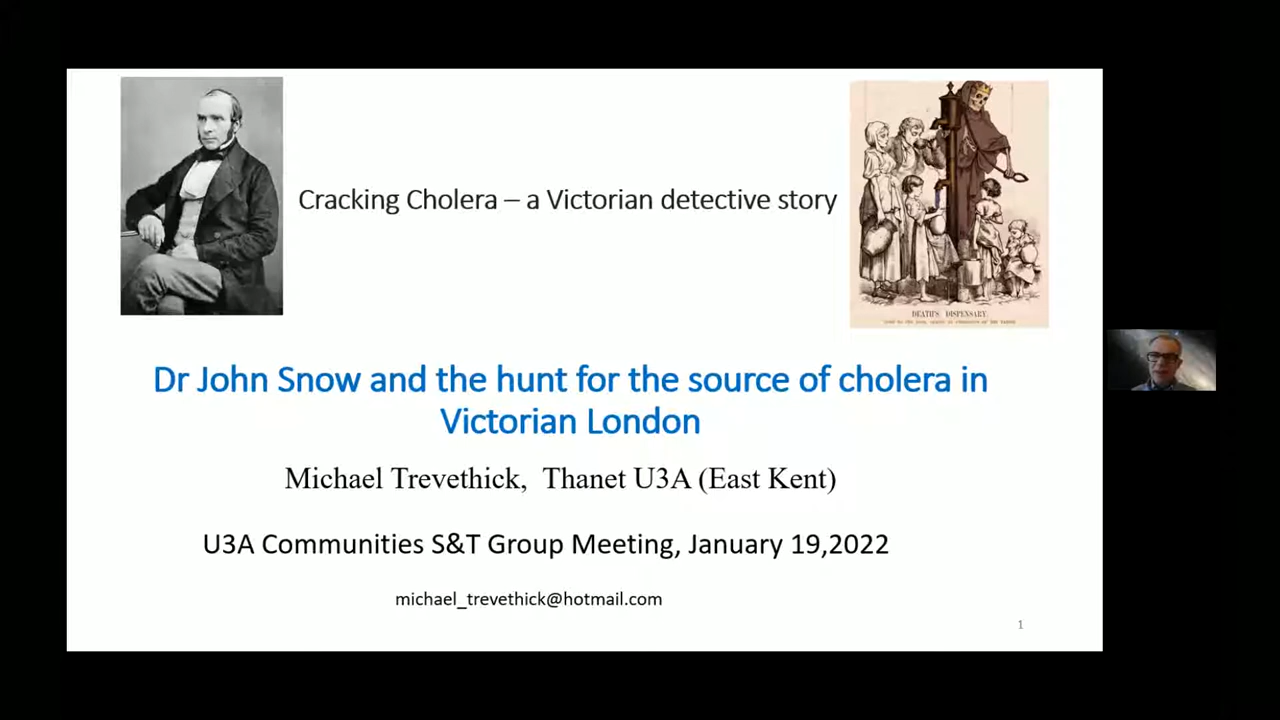 Cracking Cholera – a Victorian detective story
DEATH'S DISPENSARY.
Dr John Snow and the hunt for the source of cholera in
Victorian London
Michael Trevethick, Thanet U3A (East Kent)
U3A Communities S&T Group Meeting, January 19,2022
michael_trevethick@hotmail.com
1